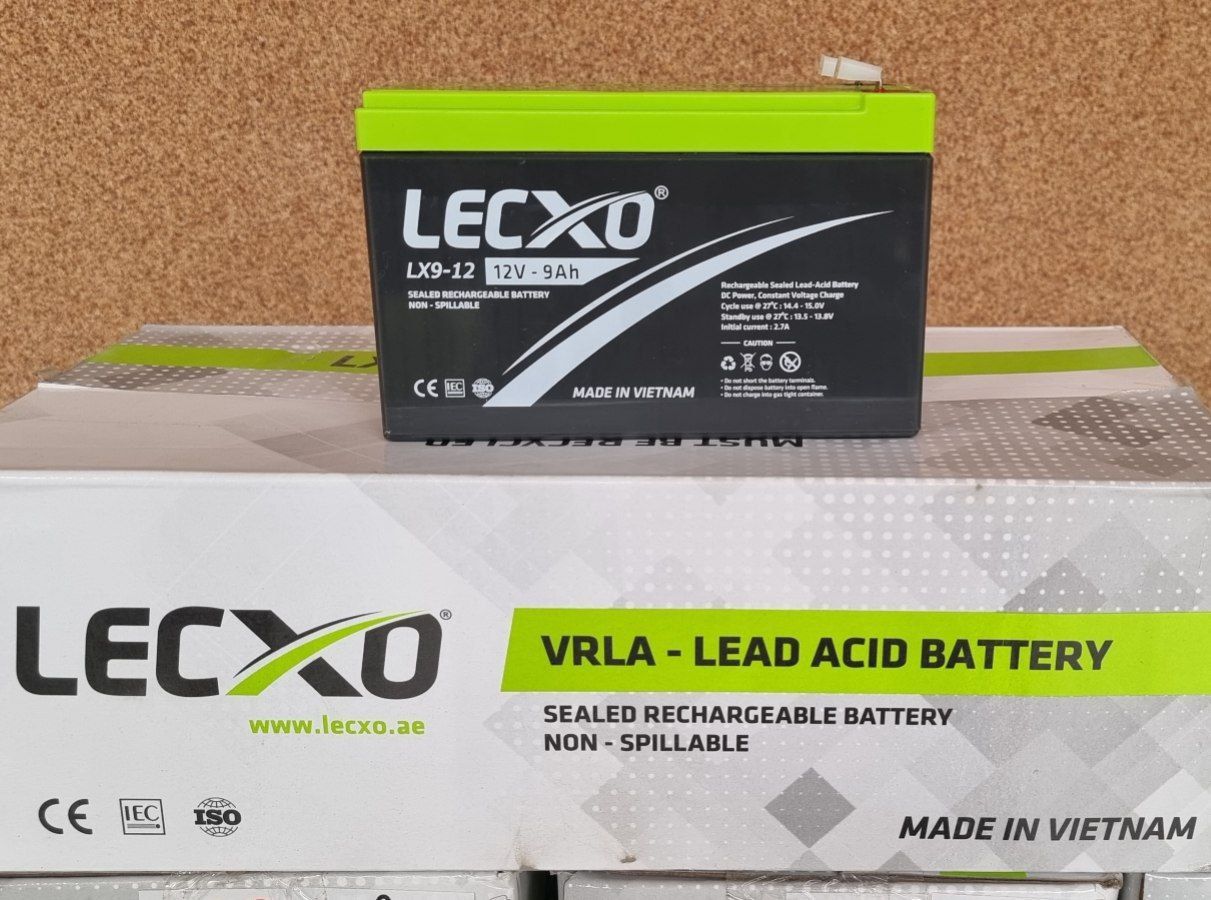 LECXO®
LX9-12 12V - 9Ah
SEALED RECHARGEABLE BATTERY
NON - SPILLABLE
Rechargeable Sealed Lead-Acid Battery
DC Power, Constant Voltage Charge
Cycle use @ 27°C : 14.4 - 15.0V
Standby use @ 27°C : 13.5 - 13.8V
Initial current : 2.7A
CAUTION
• Do not short the battery terminals.
• Do not dispose battery into open flame.
• Do not charge into gas tight container.
CE IEC ISO
MADE IN VIETNAM
MUST BE RECYCLED
LECXO®
www.lecxo.ae
VRLA - LEAD ACID BATTERY
SEALED RECHARGEABLE BATTERY
NON - SPILLABLE
CE IEC ISO
MADE IN VIETNAM